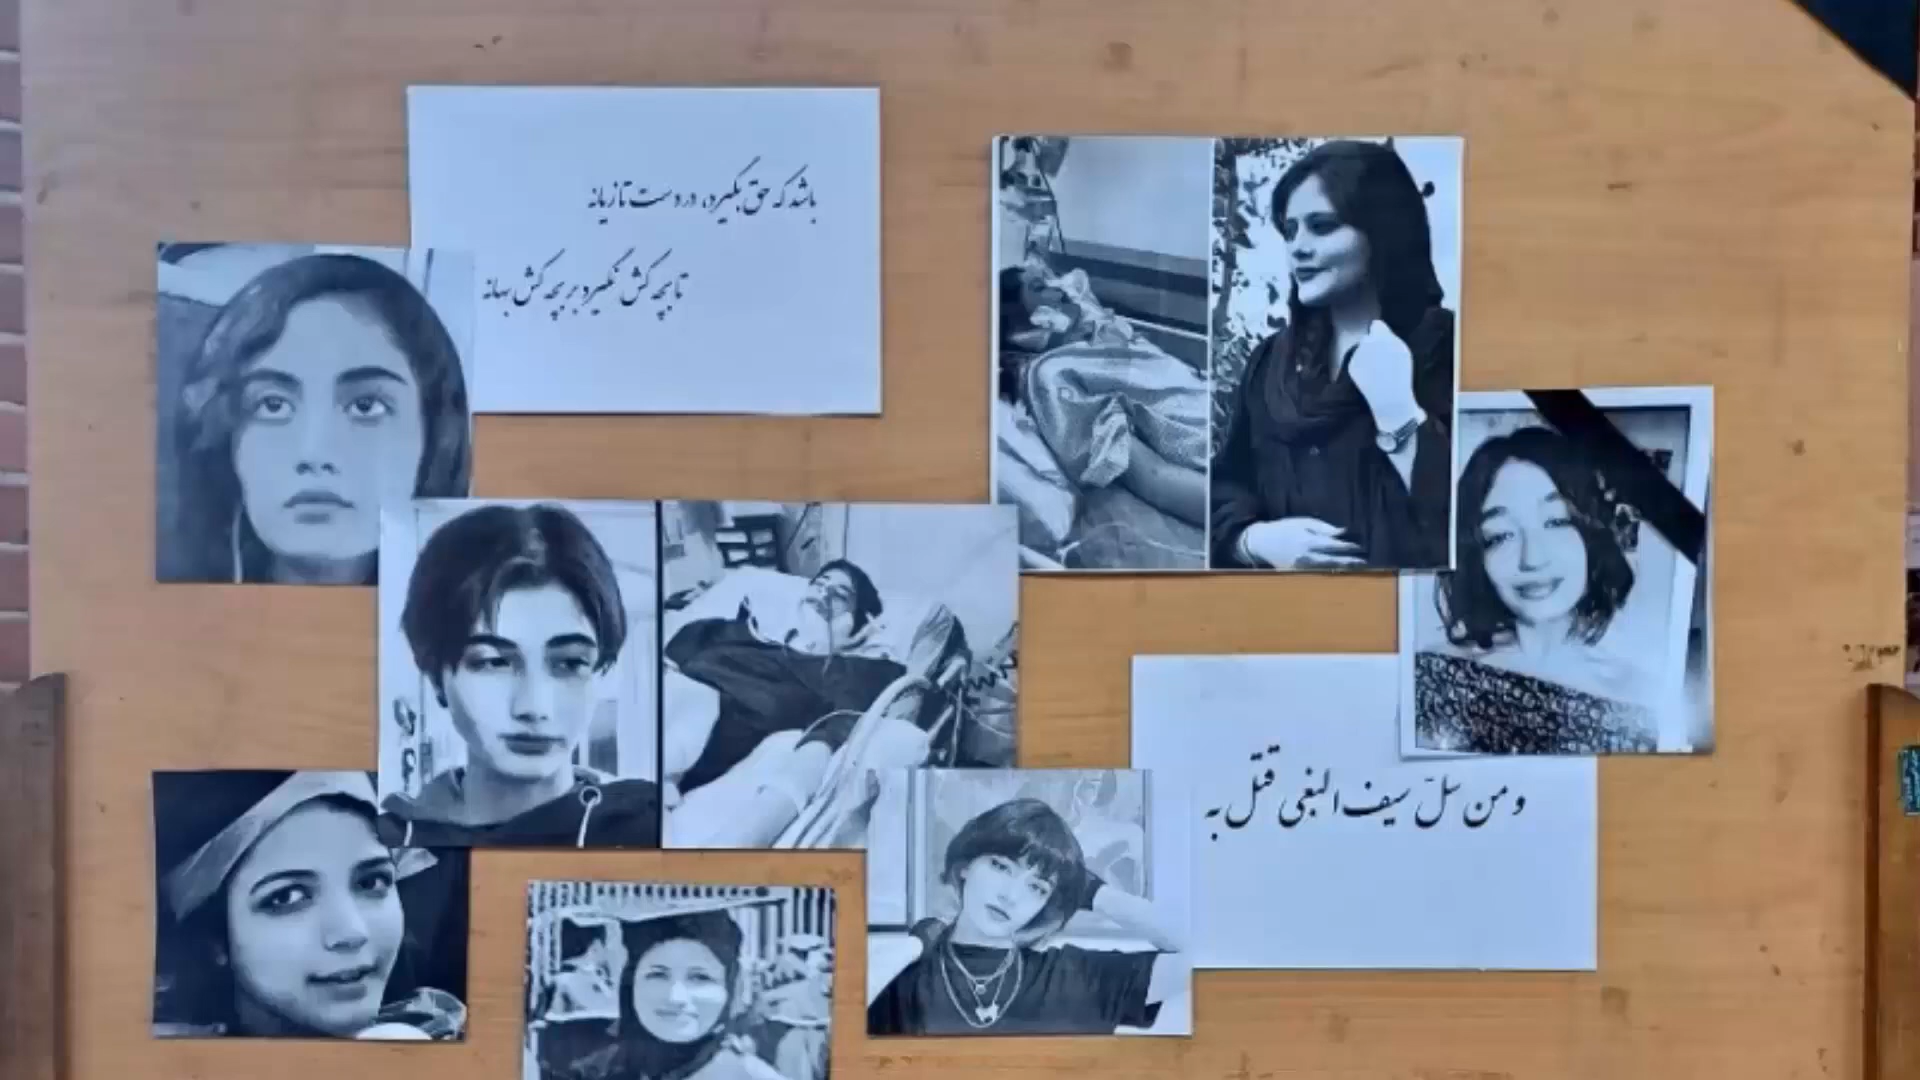 باشد که حق بگیرد، در دست تازیانه
تا بچه کش نگیرد بر بچه کش بهانه
و من سلّ سیف البغی قتل به